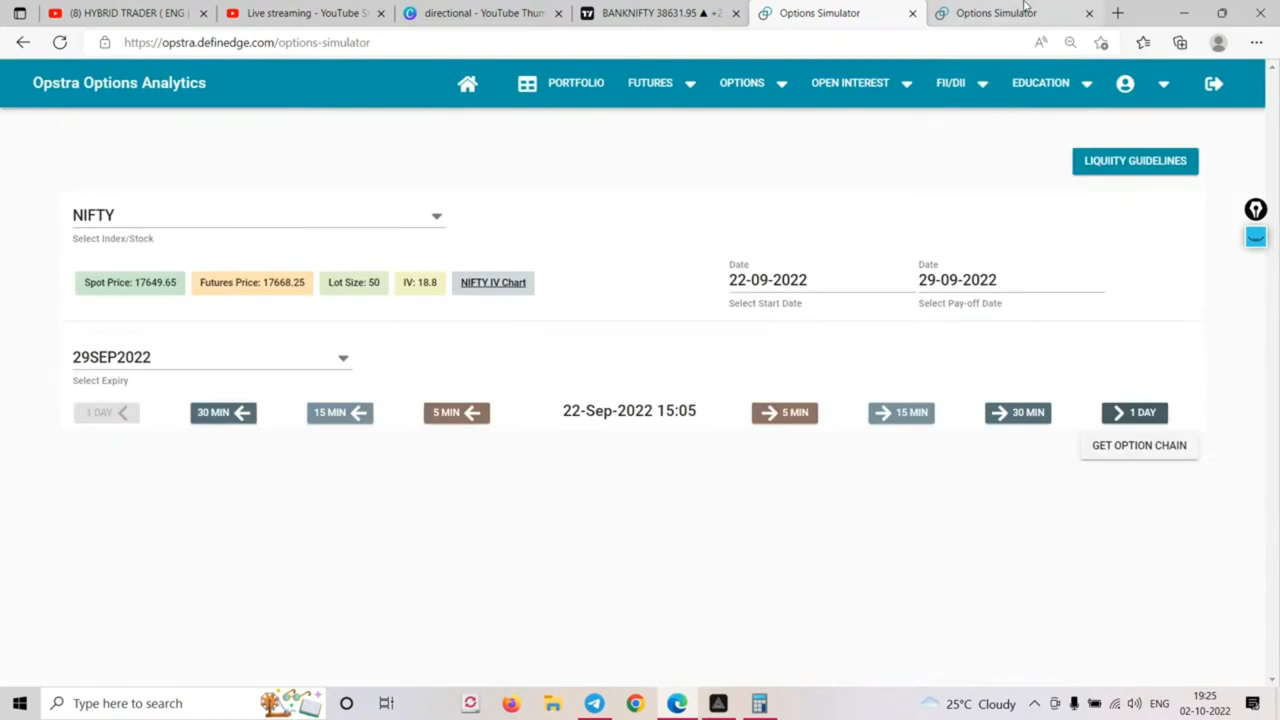 (8) HYBRID TRADER ( ENG |
Live streaming - YouTube S
directional - YouTube Thum
BANKNIFTY 38631.95 ▲ +2
Options Simulator
Options Simulator
https://opstra.definedge.com/options-simulator
Opstra Options Analytics
PORTFOLIO
FUTURES
OPTIONS
OPEN INTEREST
FII/DII
EDUCATION
LIQUIITY GUIDELINES
NIFTY
Select Index/Stock
Spot Price: 17649.65
Futures Price: 17668.25
Lot Size: 50
IV: 18.8
NIFTY IV Chart
Date
22-09-2022
Select Start Date
Date
29-09-2022
Select Pay-off Date
29SEP2022
Select Expiry
1 DAY
30 MIN
15 MIN
5 MIN
22-Sep-2022 15:05
5 MIN
15 MIN
30 MIN
1 DAY
GET OPTION CHAIN
Type here to search
25°C Cloudy
ENG
19:25
02-10-2022